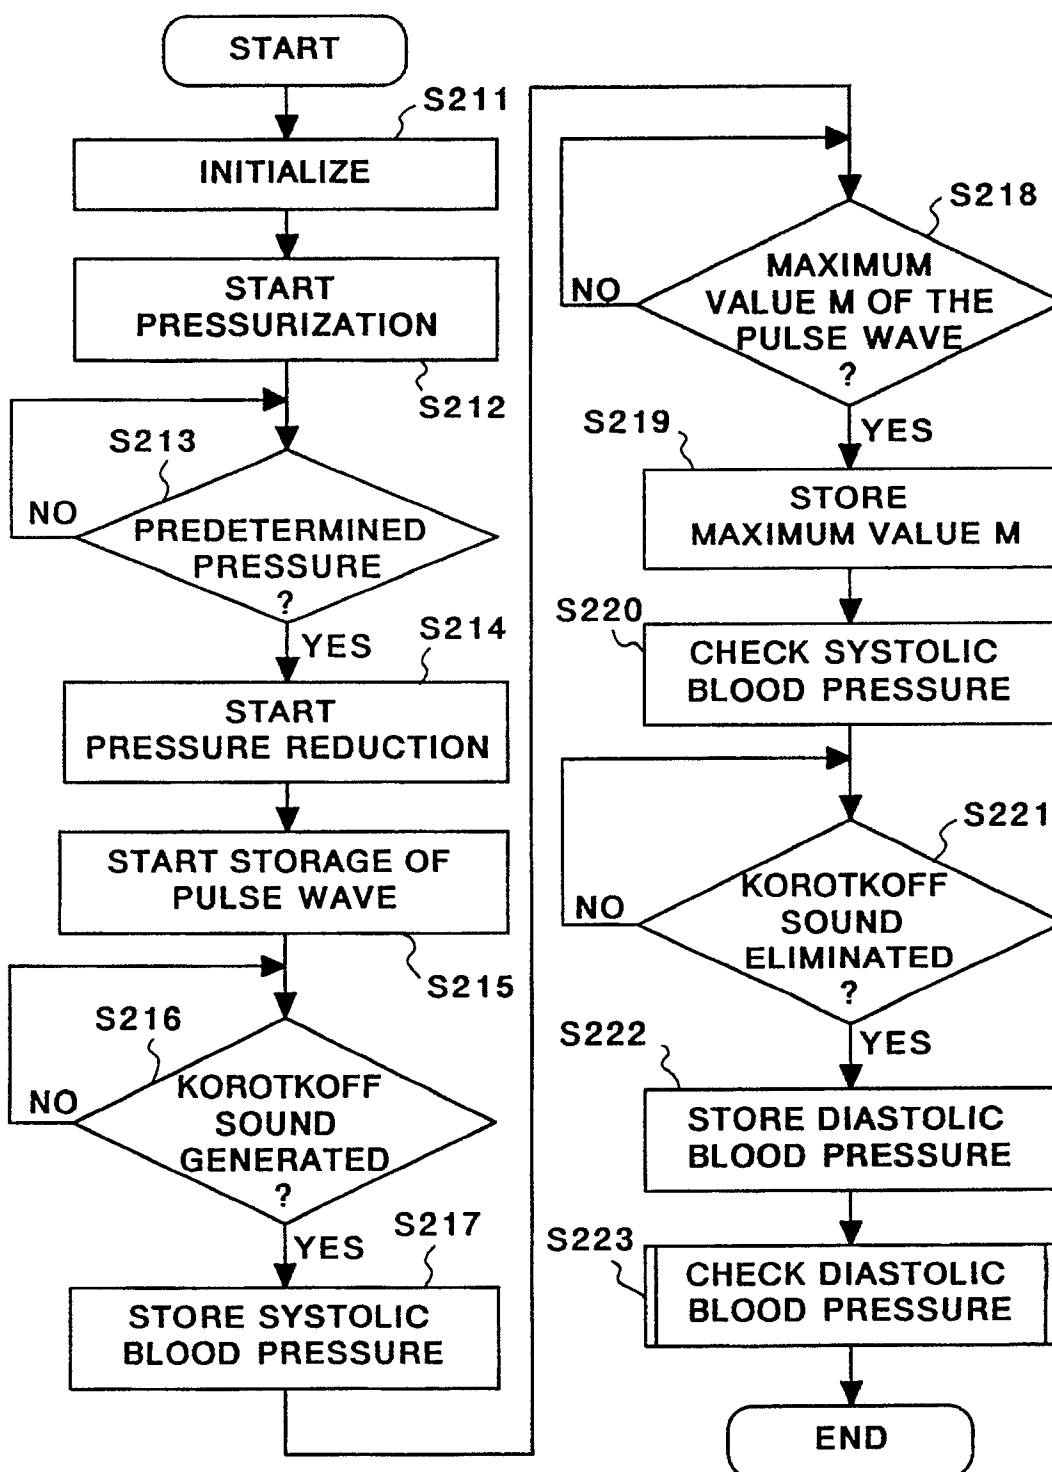 START
S211
INITIALIZE
START
PRESSURIZATION
S212
S213
NO
PREDETERMINED
PRESSURE
?
YES
S214
START
PRESSURE REDUCTION
START STORAGE OF
PULSE WAVE
S215
S216
NO
KOROTKOFF
SOUND
GENERATED
?
YES
S217
STORE SYSTOLIC
BLOOD PRESSURE
S218
NO
MAXIMUM
VALUE M OF THE
PULSE WAVE
?
YES
S219
STORE
MAXIMUM VALUE M
S220
CHECK SYSTOLIC
BLOOD PRESSURE
S221
NO
KOROTKOFF
SOUND
ELIMINATED
?
YES
S222
STORE DIASTOLIC
BLOOD PRESSURE
S223
CHECK DIASTOLIC
BLOOD PRESSURE
END